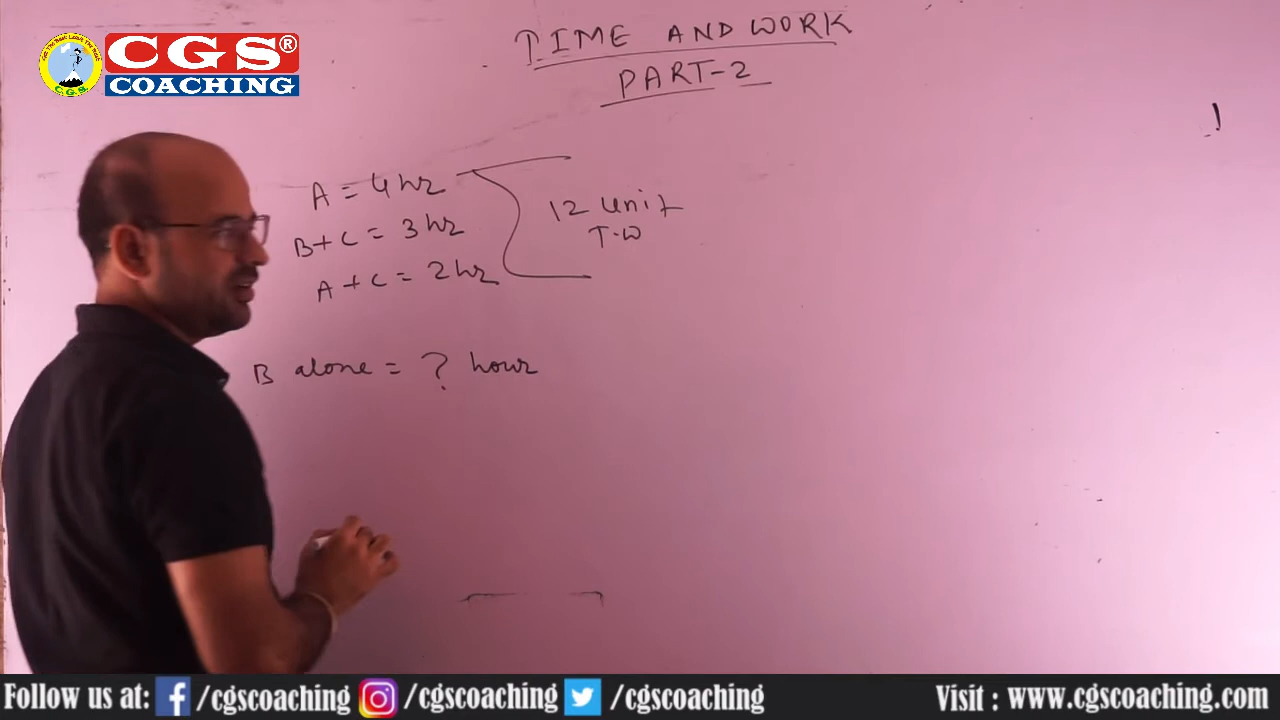 CGS®
COACHING
C.G.S.
TIME AND WORK
PART-2
A = 4 hr
B+C = 3 hr
A+C = 2 hr
12 Unit
T.W
B alone = ? hour
Follow us at: /cgscoaching /cgscoaching /cgscoaching Visit : www.cgscoaching.com